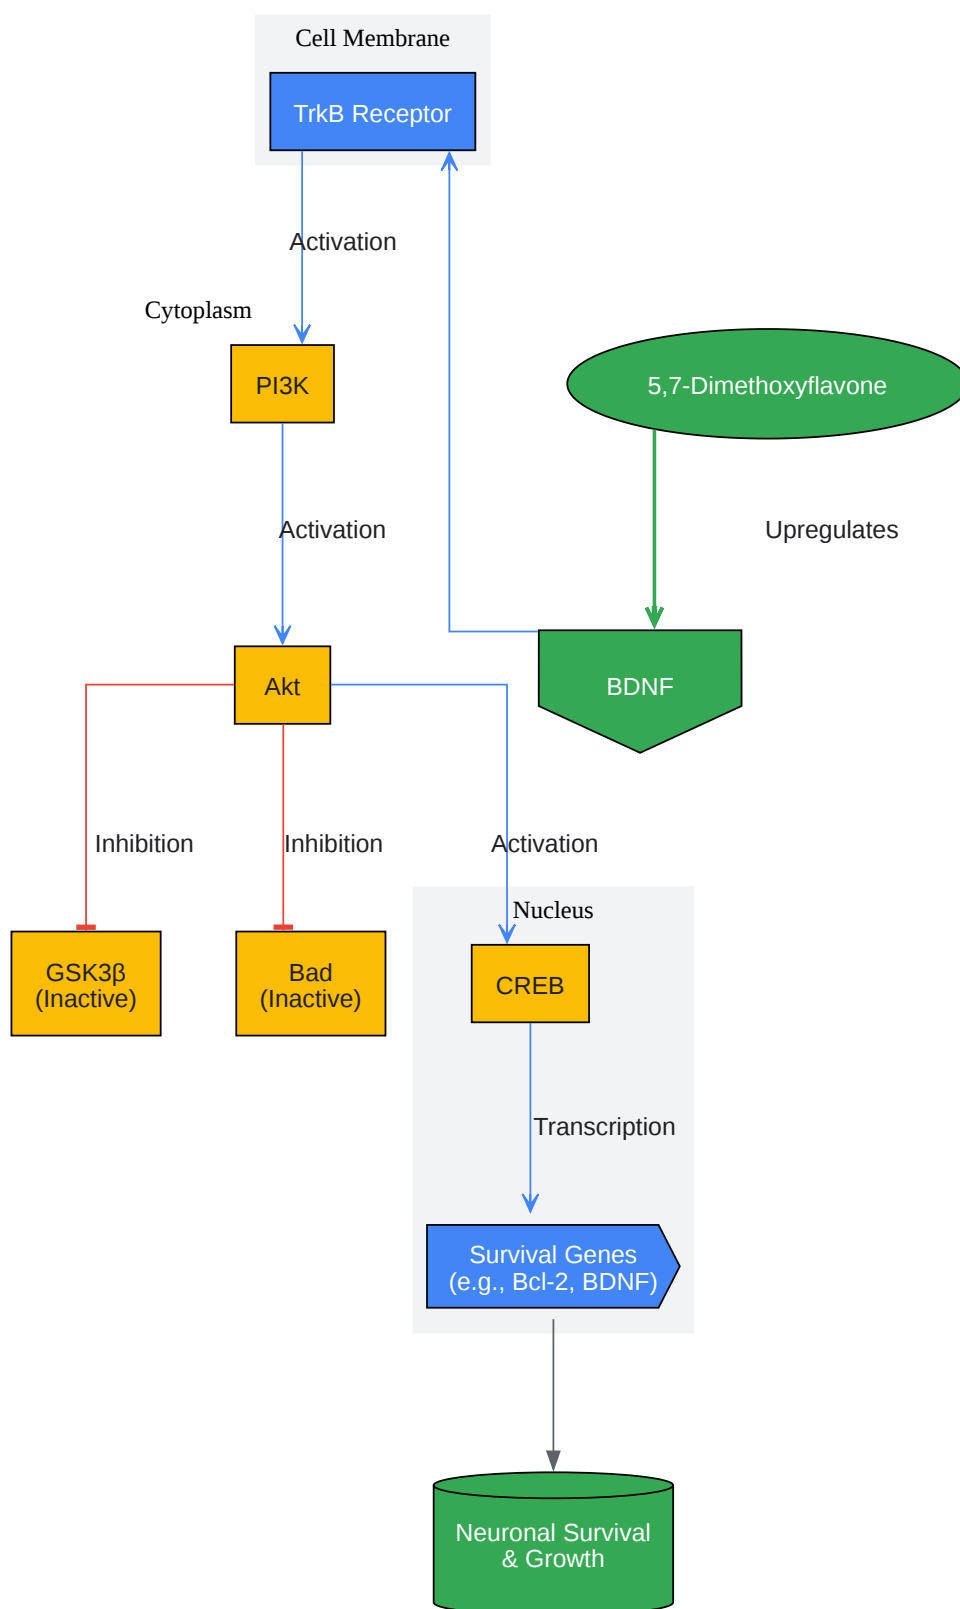 Cell Membrane
TrkB Receptor
Activation
Cytoplasm
PI3K
5,7-Dimethoxyflavone
Activation
Upregulates
Akt
BDNF
Inhibition
Inhibition
Activation
Nucleus
GSK3β
(Inactive)
Bad
(Inactive)
CREB
Transcription
Survival Genes
(e.g., Bcl-2, BDNF)
Neuronal Survival
& Growth